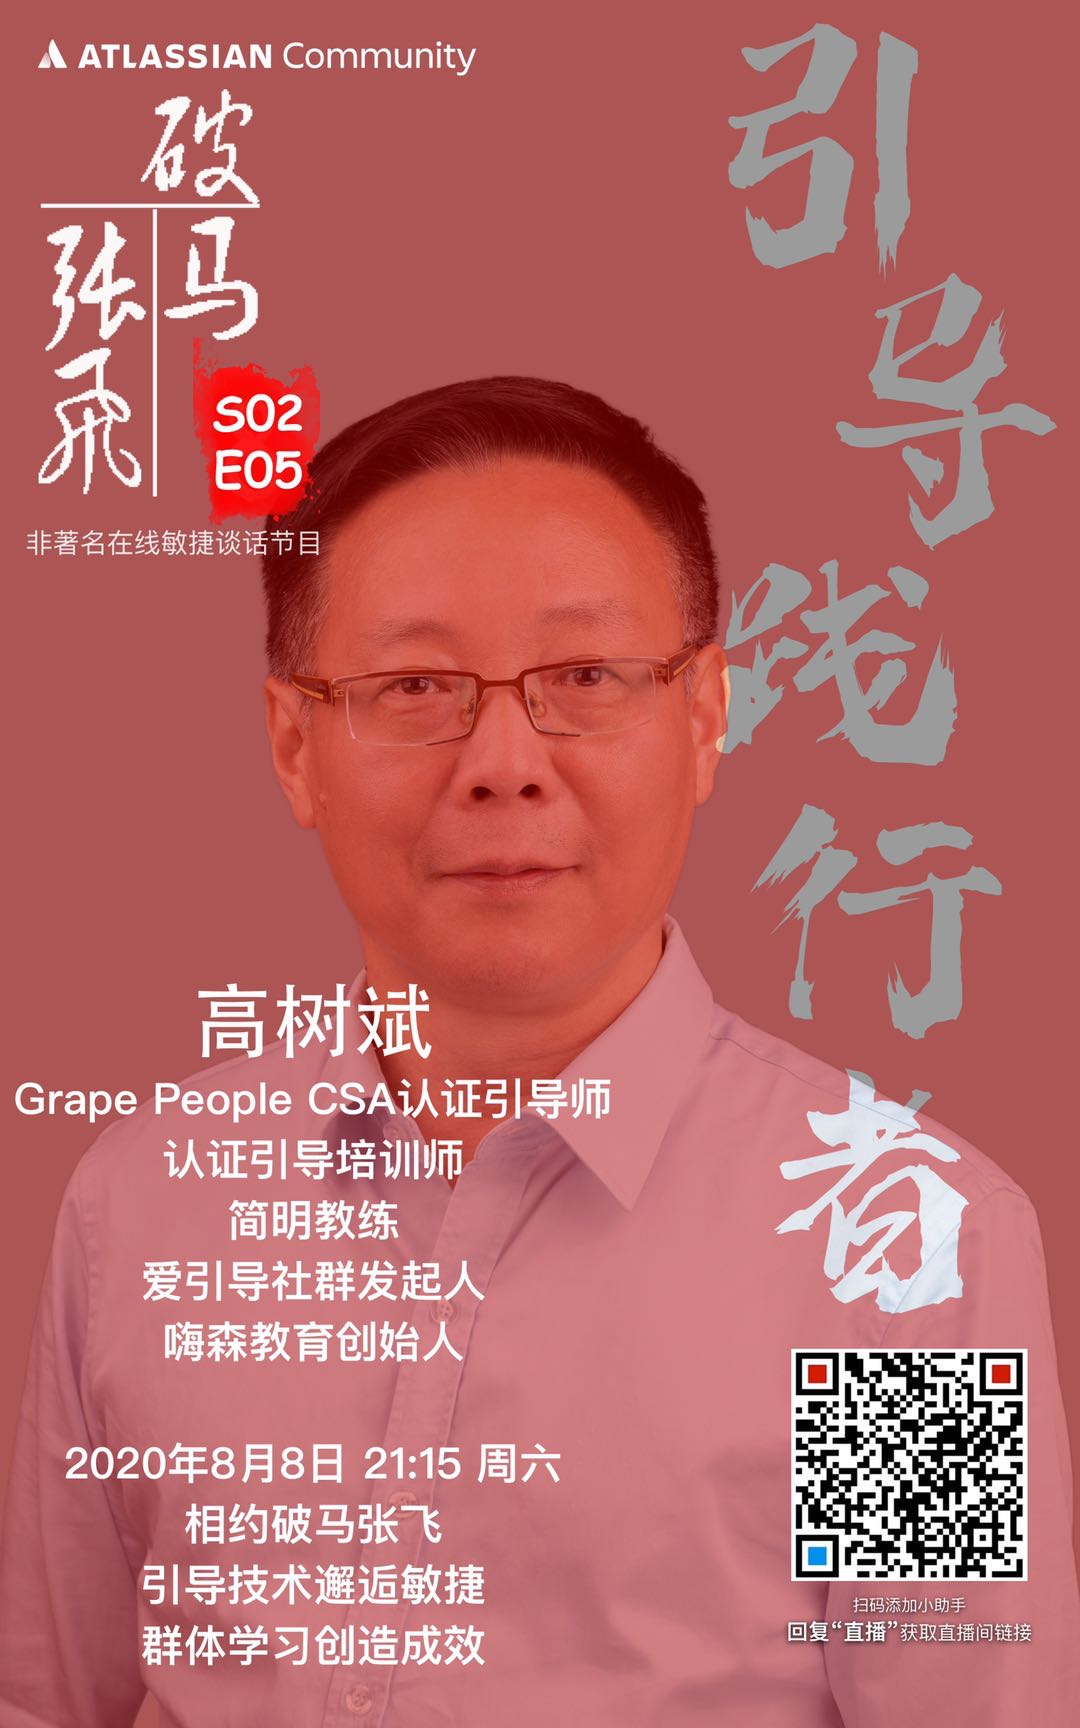 ATLASSIAN Community
破马张飛
S02
E05
非著名在线敏捷谈话节目
引导践行者
高树斌
Grape People CSA认证引导师
认证引导培训师
简明教练
爱引导社群发起人
嗨森教育创始人
2020年8月8日 21:15 周六
相约破马张飞
引导技术邂逅敏捷
群体学习创造成效
扫码添加小助手
回复“直播”获取直播间链接